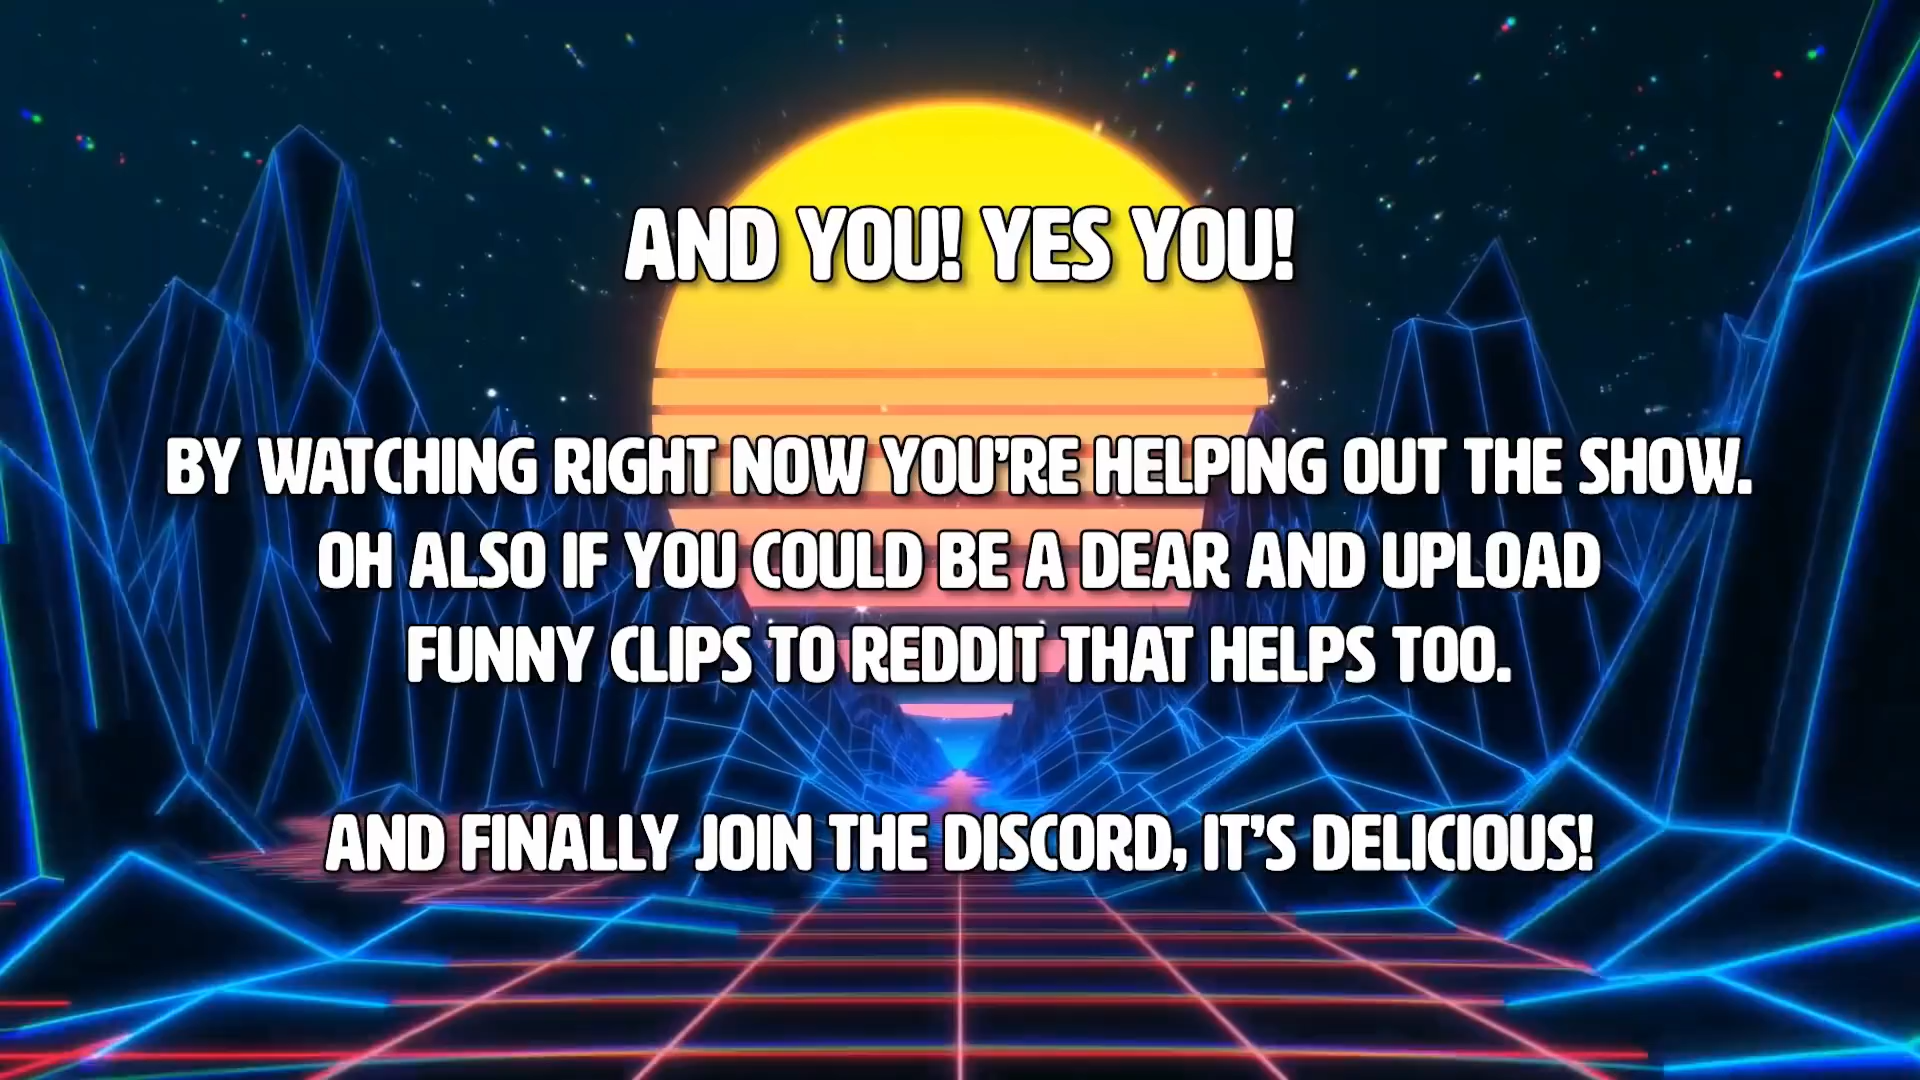 AND YOU! YES YOU!
BY WATCHING RIGHT NOW YOU'RE HELPING OUT THE SHOW.
OH ALSO IF YOU COULD BE A DEAR AND UPLOAD
FUNNY CLIPS TO REDDIT THAT HELPS TOO.
AND FINALLY JOIN THE DISCORD, IT'S DELICIOUS!